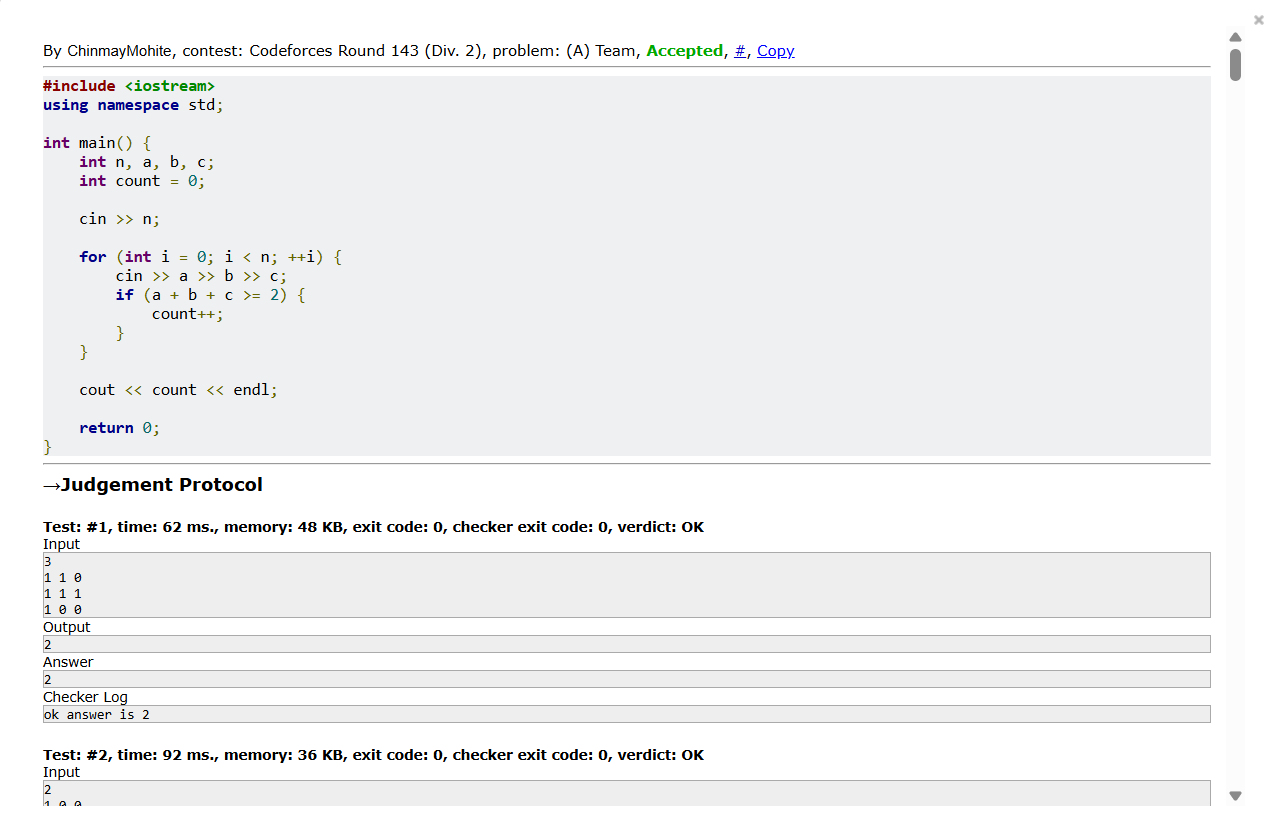 By ChinmayMohite, contest: Codeforces Round 143 (Div. 2), problem: (A) Team, Accepted, #, Copy
#include <iostream>
using namespace std;
int main() {
    int n, a, b, c;
    int count = 0;
    cin >> n;
    for (int i = 0; i < n; ++i) {
        cin >> a >> b >> c;
        if (a + b + c >= 2) {
            count++;
        }
    }
    cout << count << endl;
    return 0;
}
→Judgement Protocol
Test: #1, time: 62 ms., memory: 48 KB, exit code: 0, checker exit code: 0, verdict: OK
Input
3
1 1 0
1 1 1
1 0 0
Output
2
Answer
2
Checker Log
ok answer is 2
Test: #2, time: 92 ms., memory: 36 KB, exit code: 0, checker exit code: 0, verdict: OK
Input
2
1 0 0